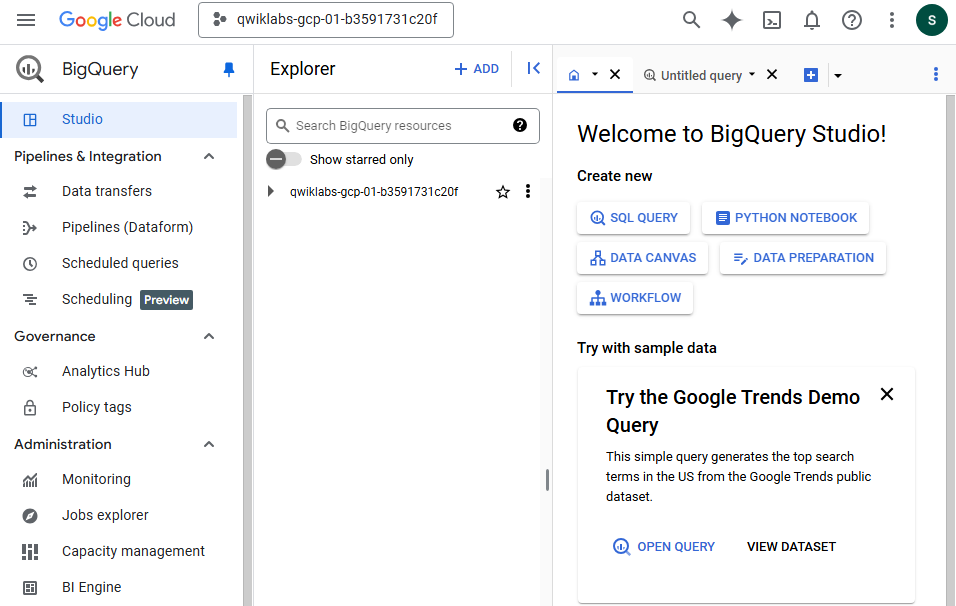 Google Cloud
qwiklabs-gcp-01-b3591731c20f
S
BigQuery
Studio
Pipelines & Integration
Data transfers
Pipelines (Dataform)
Scheduled queries
Scheduling Preview
Governance
Analytics Hub
Policy tags
Administration
Monitoring
Jobs explorer
Capacity management
BI Engine
Explorer
+ ADD
Search BigQuery resources
Show starred only
qwiklabs-gcp-01-b3591731c20f
Untitled query
Welcome to BigQuery Studio!
Create new
SQL QUERY
PYTHON NOTEBOOK
DATA CANVAS
DATA PREPARATION
WORKFLOW
Try with sample data
Try the Google Trends Demo
Query
This simple query generates the top search
terms in the US from the Google Trends public
dataset.
OPEN QUERY
VIEW DATASET